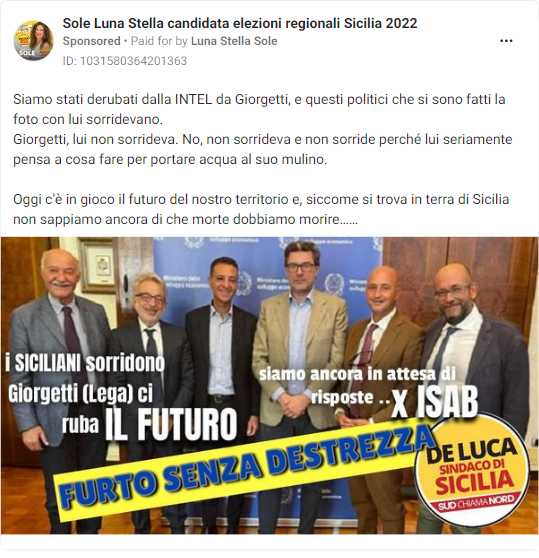 Sole Luna Stella candidata elezioni regionali Sicilia 2022
Sponsored • Paid for by Luna Stella Sole
ID: 1031580364201363
Siamo stati derubati dalla INTEL da Giorgetti, e questi politici che si sono fatti la
foto con lui sorridevano.
Giorgetti, lui non sorrideva. No, non sorrideva e non sorride perché lui seriamente
pensa a cosa fare per portare acqua al suo mulino.
Oggi c'è in gioco il futuro del nostro territorio e, siccome si trova in terra di Sicilia
non sappiamo ancora di che morte dobbiamo morire......
Ministero dello
sviluppo economico
i SICILIANI sorridono
Giorgetti (Lega) ci
ruba IL FUTURO
siamo ancora in attesa di
risposte .. X ISAB
FURTO SENZA DESTREZZA
DE LUCA
SINDACO DI
SICILIA
SUD CHIAMA NORD